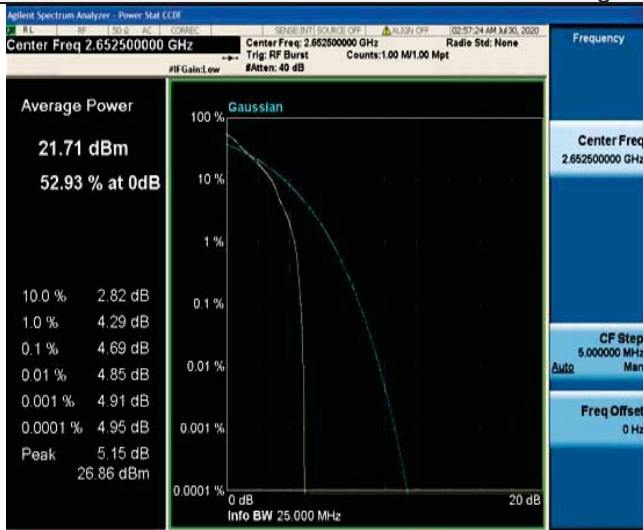 Agilent Spectrum Analyzer - Power Stat CCDF
RL RF 50 Ω AC CORREC SENSE:INT SOURCE OFF ALIGN OFF 02:57:24 AM Jul 30, 2020
Center Freq 2.652500000 GHz
Center Freq: 2.652500000 GHz Radio Std: None
Trig: RF Burst Counts:1.00 M/1.00 Mpt
#IFGain:Low #Atten: 40 dB
Frequency
Average Power
21.71 dBm
52.93 % at 0dB
10.0 % 2.82 dB
1.0 % 4.29 dB
0.1 % 4.69 dB
0.01 % 4.85 dB
0.001 % 4.91 dB
0.0001 % 4.95 dB
Peak 5.15 dB
26.86 dBm
Gaussian
100 %
10 %
1 %
0.1 %
0.01 %
0.001 %
0.0001 %
0 dB 20 dB
Info BW 25.000 MHz
Center Freq
2.652500000 GHz
CF Step
5.000000 MHz
Auto Man
Freq Offset
0 Hz